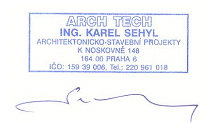 ARCH TECH
ING. KAREL SEHYL
ARCHITEKTONICKO-STAVEBNÍ PROJEKTY
K NOSKOVNĚ 148
164 00 PRAHA 6
IČO: 159 39 006, Tel.: 220 961 018